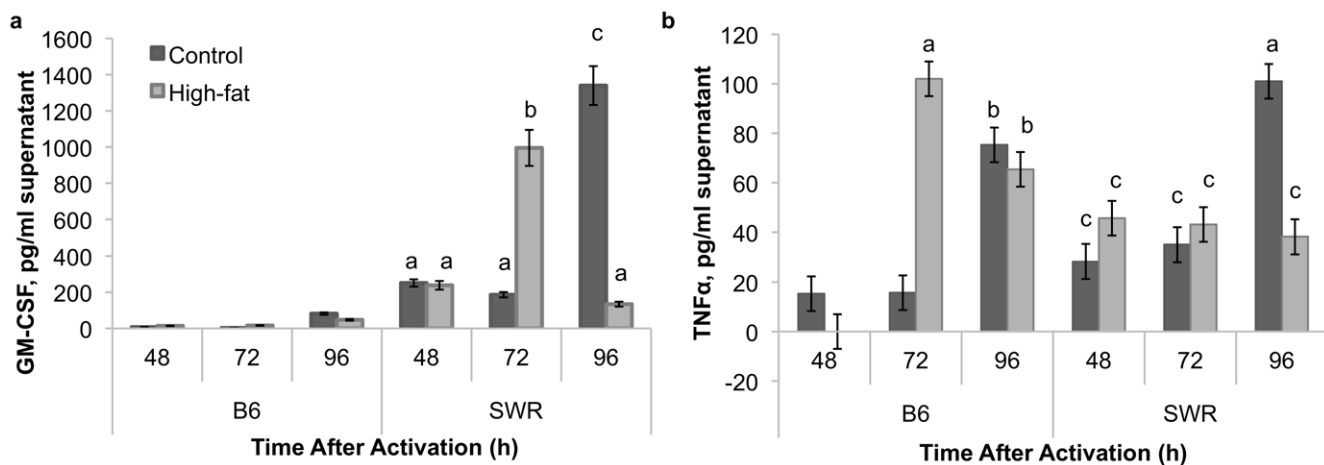 a
GM-CSF, pg/ml supernatant
1600
1400
1200
1000
800
600
400
200
0
Control
High-fat
a a b c a
48 72 96 48 72 96
B6 SWR
Time After Activation (h)
b
TNFα, pg/ml supernatant
120
100
80
60
40
20
0
-20
a b b c c c c a c
48 72 96 48 72 96
B6 SWR
Time After Activation (h)